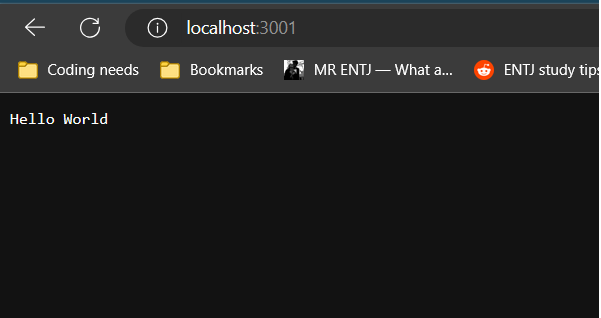 localhost:3001
Coding needs Bookmarks MR ENTJ — What a... ENTJ study tips
Hello World